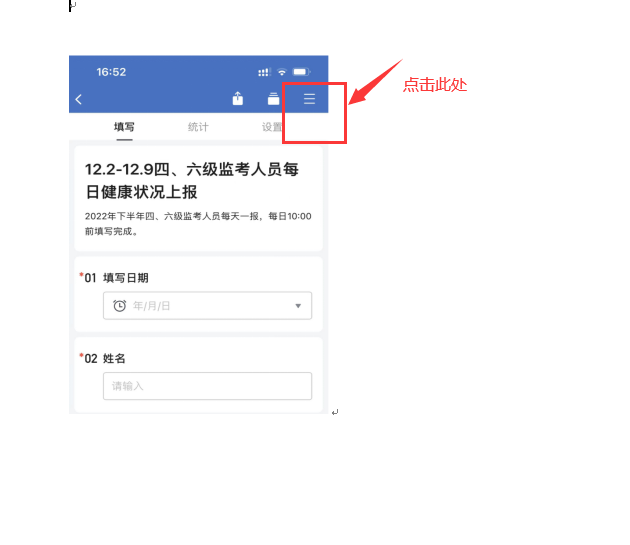 16:52
点击此处
填写 统计 设置
12.2-12.9四、六级监考人员每
日健康状况上报
2022年下半年四、六级监考人员每天一报，每日10:00
前填写完成。
*01 填写日期
年/月/日
*02 姓名
请输入